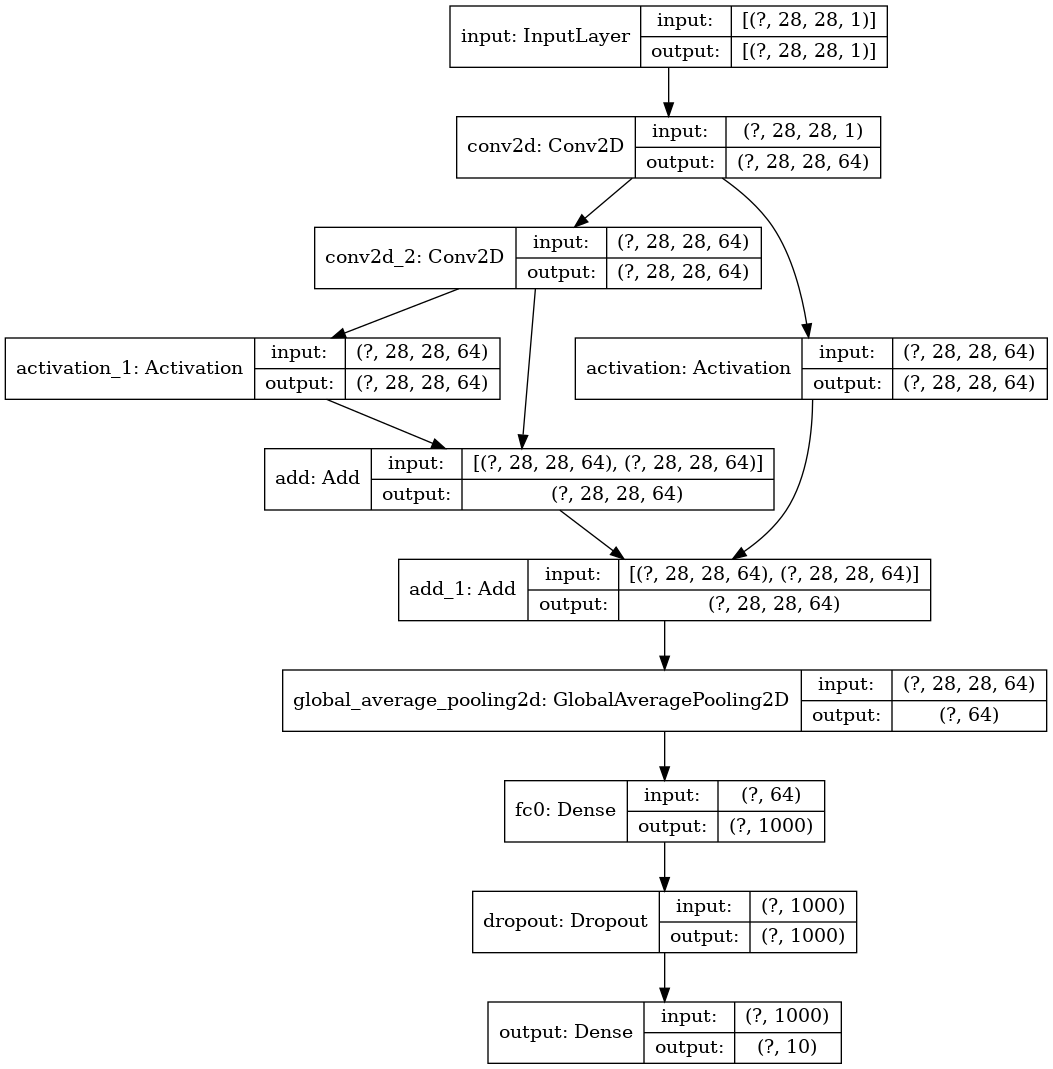 input: InputLayer
input:
[(?, 28, 28, 1)]
output:
[(?, 28, 28, 1)]
conv2d: Conv2D
input:
(?, 28, 28, 1)
output:
(?, 28, 28, 64)
conv2d_2: Conv2D
input:
(?, 28, 28, 64)
output:
(?, 28, 28, 64)
activation_1: Activation
input:
(?, 28, 28, 64)
output:
(?, 28, 28, 64)
activation: Activation
input:
(?, 28, 28, 64)
output:
(?, 28, 28, 64)
add: Add
input:
[(?, 28, 28, 64), (?, 28, 28, 64)]
output:
(?, 28, 28, 64)
add_1: Add
input:
[(?, 28, 28, 64), (?, 28, 28, 64)]
output:
(?, 28, 28, 64)
global_average_pooling2d: GlobalAveragePooling2D
input:
(?, 28, 28, 64)
output:
(?, 64)
fc0: Dense
input:
(?, 64)
output:
(?, 1000)
dropout: Dropout
input:
(?, 1000)
output:
(?, 1000)
output: Dense
input:
(?, 1000)
output:
(?, 10)